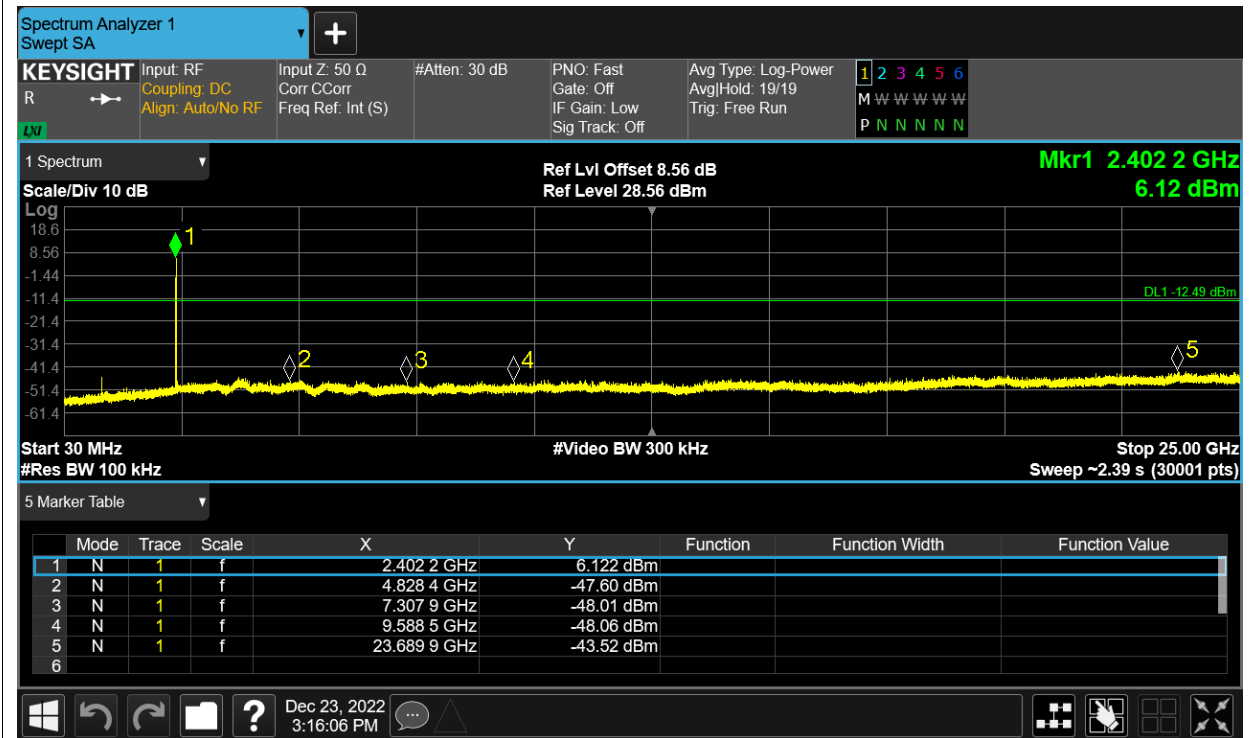 Spectrum Analyzer 1
Swept SA
+
KEYSIGHT
R
LXI
Input: RF
Coupling: DC
Align: Auto/No RF
Input Z: 50 Ω
Corr CCorr
Freq Ref: Int (S)
#Atten: 30 dB
PNO: Fast
Gate: Off
IF Gain: Low
Sig Track: Off
Avg Type: Log-Power
Avg|Hold: 19/19
Trig: Free Run
1 2 3 4 5 6
M W W W W W
P N N N N N
1 Spectrum
Scale/Div 10 dB
Ref Lvl Offset 8.56 dB
Ref Level 28.56 dBm
Mkr1 2.402 2 GHz
6.12 dBm
Log
18.6
8.56
-1.44
-11.4
-21.4
-31.4
-41.4
-51.4
-61.4
1
DL1 -12.49 dBm
2
3
4
5
Start 30 MHz
#Video BW 300 kHz
Stop 25.00 GHz
#Res BW 100 kHz
Sweep ~2.39 s (30001 pts)
5 Marker Table
Mode Trace Scale X Y Function Function Width Function Value
1 N 1 f 2.402 2 GHz 6.122 dBm
2 N 1 f 4.828 4 GHz -47.60 dBm
3 N 1 f 7.307 9 GHz -48.01 dBm
4 N 1 f 9.588 5 GHz -48.06 dBm
5 N 1 f 23.689 9 GHz -43.52 dBm
6
?
Dec 23, 2022
3:16:06 PM